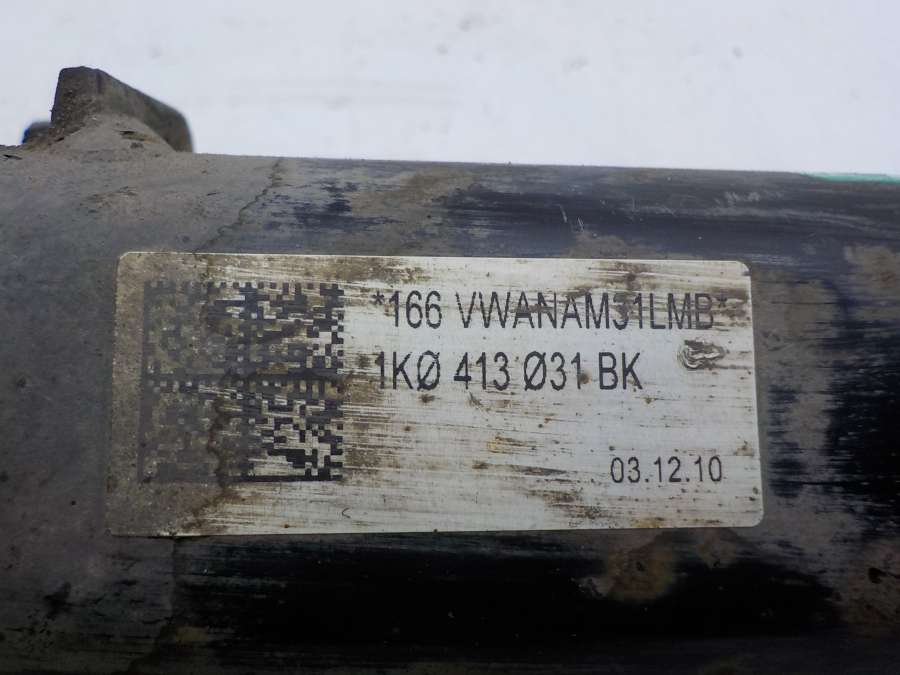 *166 VWANAM31LMB*
1KØ 413 Ø31 BK
03.12.10